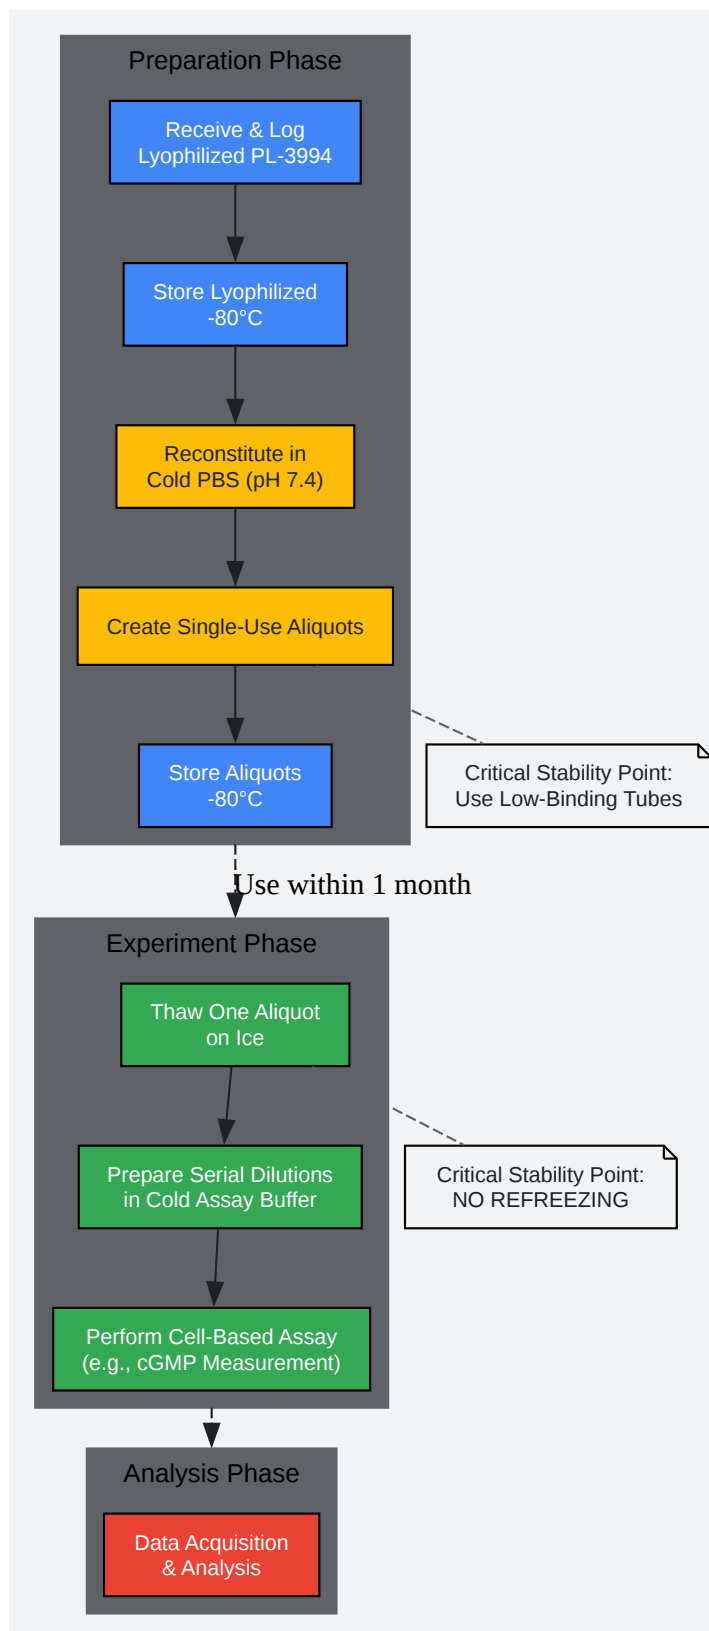 Preparation Phase
Receive & Log
Lyophilized PL-3994
Store Lyophilized
-80°C
Reconstitute in
Cold PBS (pH 7.4)
Create Single-Use Aliquots
Store Aliquots
-80°C
Critical Stability Point:
Use Low-Binding Tubes
Use within 1 month
Experiment Phase
Thaw One Aliquot
on Ice
Prepare Serial Dilutions
in Cold Assay Buffer
Critical Stability Point:
NO REFREEZING
Perform Cell-Based Assay
(e.g., cGMP Measurement)
Analysis Phase
Data Acquisition
& Analysis